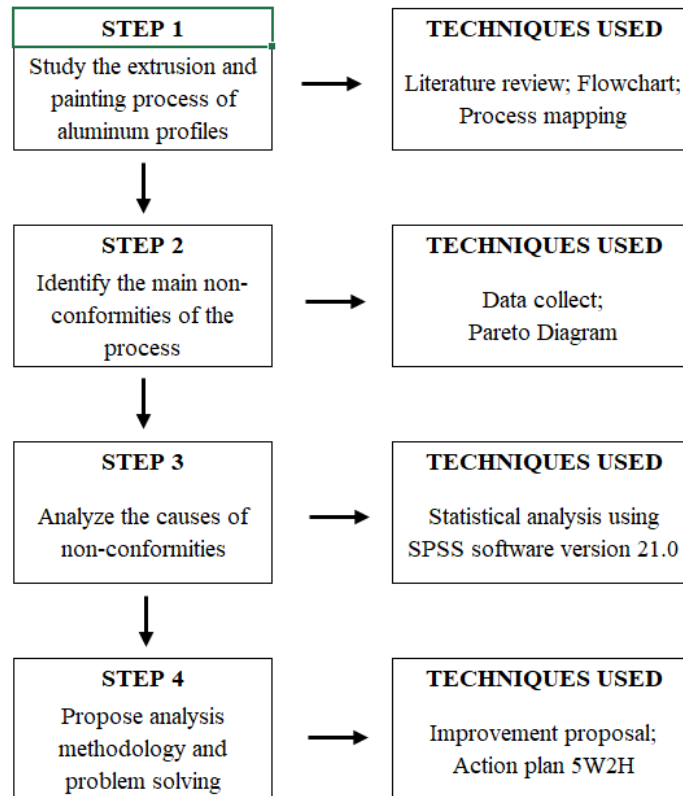 STEP 1
Study the extrusion and
painting process of
aluminum profiles
TECHNIQUES USED
Literature review; Flowchart;
Process mapping
STEP 2
Identify the main non-
conformities of the
process
TECHNIQUES USED
Data collect;
Pareto Diagram
STEP 3
Analyze the causes of
non-conformities
TECHNIQUES USED
Statistical analysis using
SPSS software version 21.0
STEP 4
Propose analysis
methodology and
problem solving
TECHNIQUES USED
Improvement proposal;
Action plan 5W2H